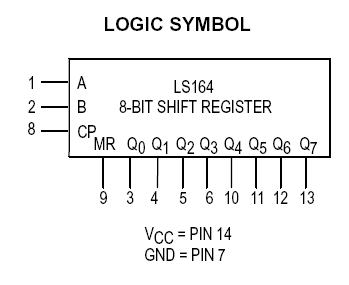 LOGIC SYMBOL
1 A LS164
2 B 8-BIT SHIFT REGISTER
8 CP
MR Q0 Q1 Q2 Q3 Q4 Q5 Q6 Q7
9 3 4 5 6 10 11 12 13
VCC = PIN 14
GND = PIN 7